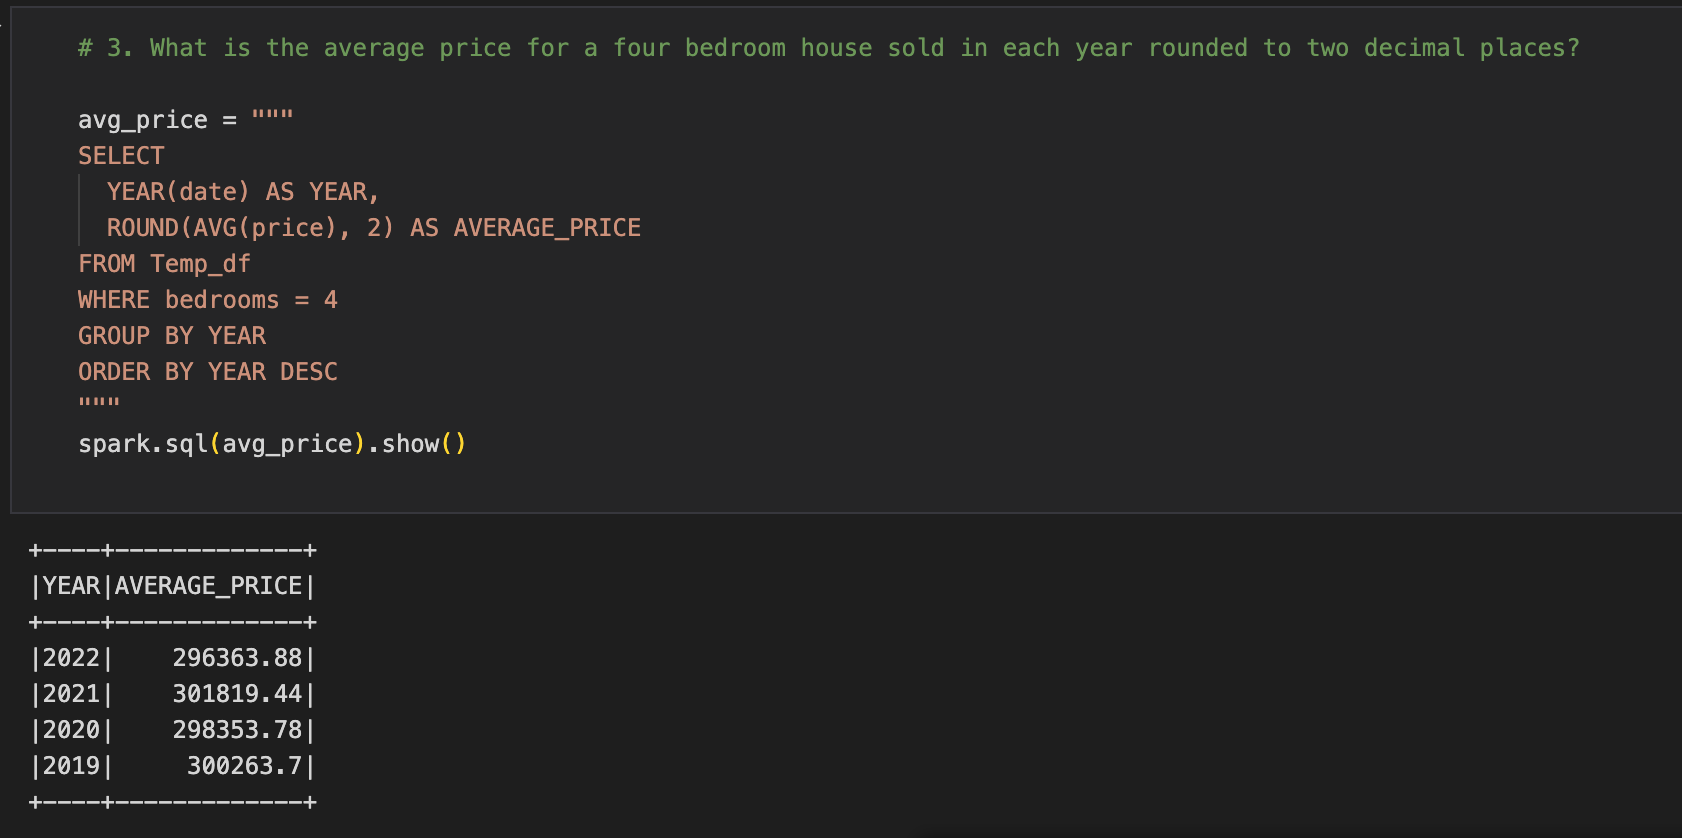 # 3. What is the average price for a four bedroom house sold in each year rounded to two decimal places?
avg_price = """
SELECT
YEAR(date) AS YEAR,
ROUND(AVG(price), 2) AS AVERAGE_PRICE
FROM Temp_df
WHERE bedrooms = 4
GROUP BY YEAR
ORDER BY YEAR DESC
"""
spark.sql(avg_price).show()
+----+-------------+
|YEAR|AVERAGE_PRICE|
+----+-------------+
|2022|    296363.88|
|2021|    301819.44|
|2020|    298353.78|
|2019|     300263.7|
+----+-------------+